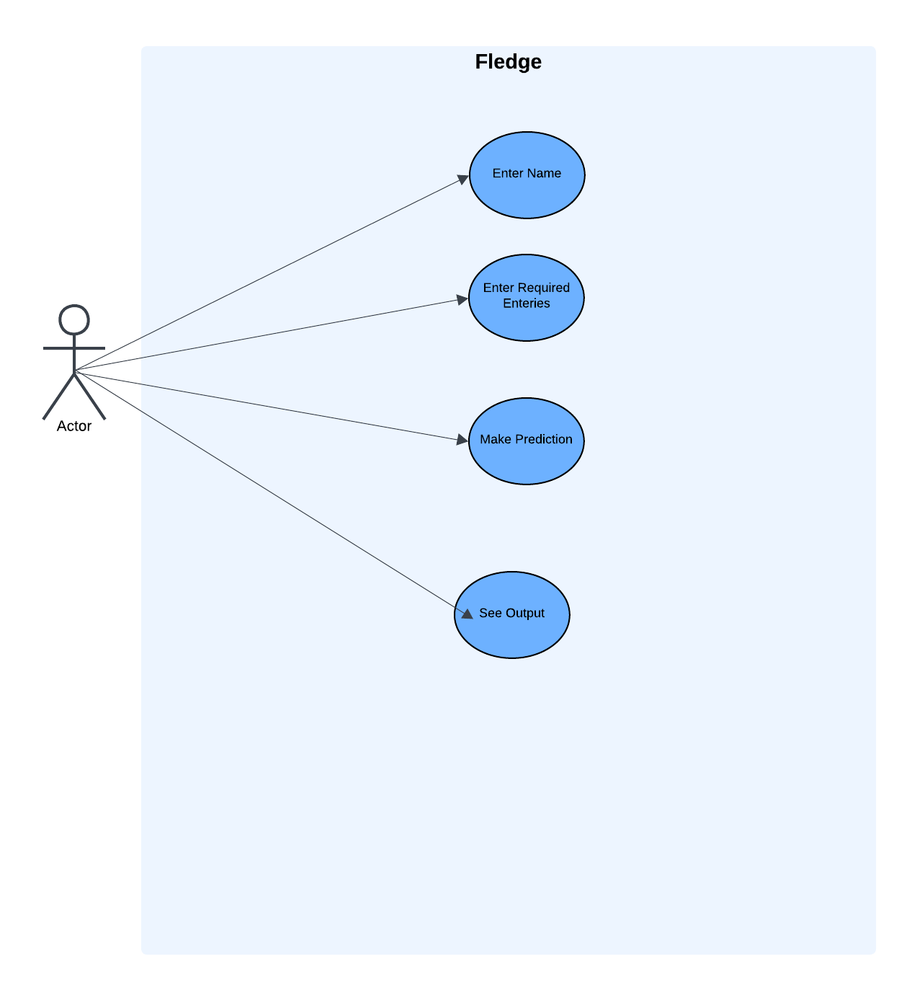 Fledge
Enter Name
Enter Required
Enteries
Actor
Make Prediction
See Output